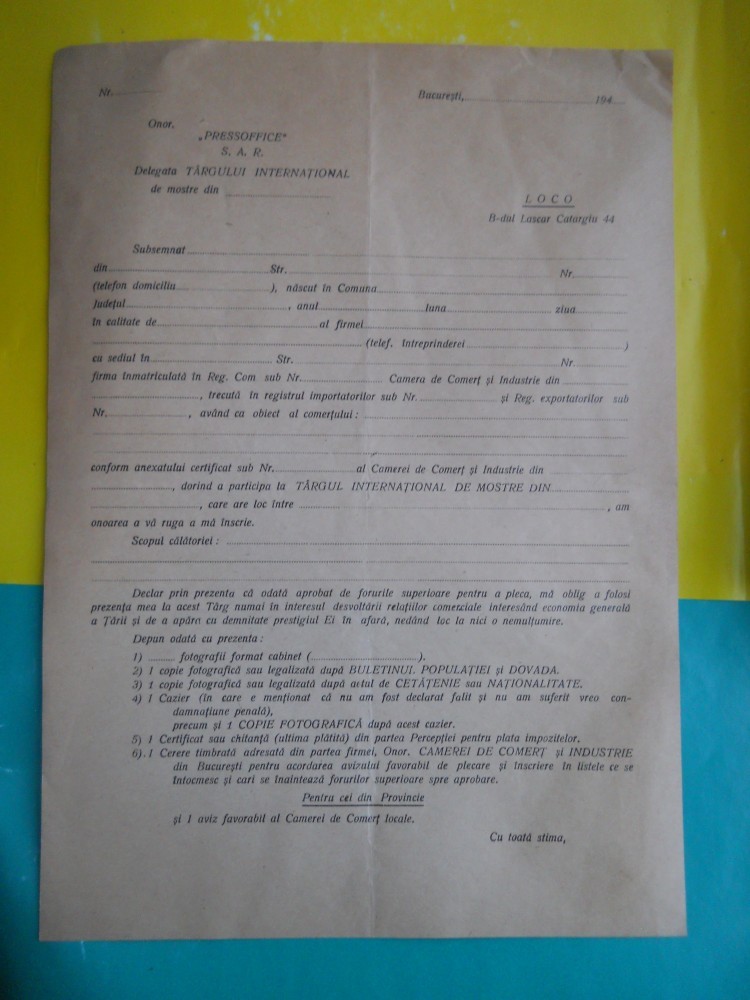 Nr.............
București,.............................. 194....
Onor.
„PRESSOFFICE"
S. A. R.
Delegata TÂRGULUI INTERNAȚIONAL
de mostre din ..............................
LOCO
B-dul Lascar Catargiu 44
Subsemnat..............................
din.............................. Str. .............................. Nr..............
(telefon domiciliu..............................), născut în Comuna..............................
Județul.............................., anul.............................. luna.............................. ziua..............
în calitate de.............................. al firmei..............................
.............................. (telef. întreprinderei..............................)
cu sediul în.............................. Str. .............................. Nr..............
firma înmatriculată în Reg. Com sub Nr............................... Camera de Comerț și Industrie din ..............
.............................., trecută în registrul importatorilor sub Nr. .............................. și Reg. exportatorilor sub
Nr..............................., având ca obiect al comerțului: ..............................
conform anexatului certificat sub Nr............................... al Camerei de Comerț și Industrie din ..............
.............................., dorind a participa la TÂRGUL INTERNAȚIONAL DE MOSTRE DIN..............
.............................., care are loc între .............................., am
onoarea a vă ruga a mă înscrie.
Scopul călătoriei: ..............................
Declar prin prezenta că odată aprobat de forurile superioare pentru a pleca, mă oblig a folosi
prezența mea la acest Târg numai în interesul desvoltării relațiilor comerciale interesând economia generală
a Țării și de a apăra cu demnitate prestigiul Ei în afară, nedând loc la nici o nemulțumire.
Depun odată cu prezenta:
1) ......... fotografii format cabinet (..............................).
2) 1 copie fotografică sau legalizată după BULETINUL POPULAȚIEI și DOVADA.
3) 1 copie fotografică sau legalizată după actul de CETĂȚENIE sau NAȚIONALITATE.
4) 1 Cazier (în care e menționat că nu am fost declarat falit și nu am suferit vreo con-
damnațiune penală),
precum și 1 COPIE FOTOGRAFICĂ după acest cazier.
5) 1 Certificat sau chitanță (ultima plătită) din partea Percepției pentru plata impozitelor.
6). 1 Cerere timbrată adresată din partea firmei, Onor. CAMEREI DE COMERȚ și INDUSTRIE
din București pentru acordarea avizului favorabil de plecare și înscriere în listele ce se
întocmesc și cari se înaintează forurilor superioare spre aprobare.
Pentru cei din Provincie
și 1 aviz favorabil al Camerei de Comerț locale.
Cu toată stima,